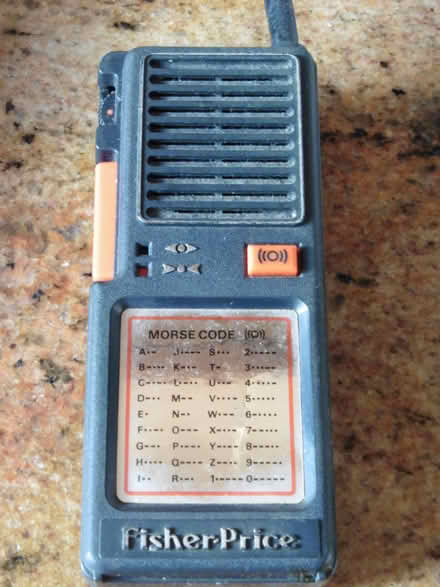 ((O))
MORSE CODE ((O))
A·– J·––– S··· 2··–––
B–··· K–·– T– 3···––
C–·–· L·–·· U··– 4····–
D–·· M–– V···– 5·····
E· N–· W·–– 6–····
F··–· O––– X–··– 7––···
G––· P·––· Y–·–– 8–––··
H···· Q––·– Z––·· 9––––·
I·· R·–· 1·–––– 0–––––
Fisher-Price